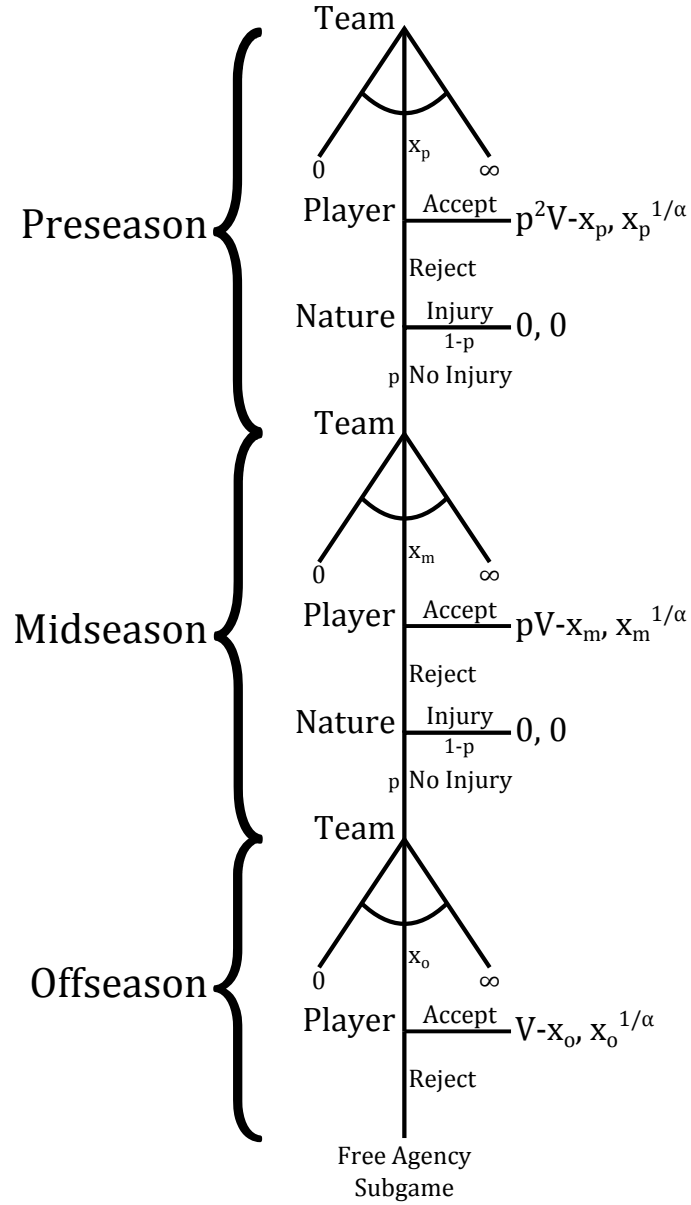 Team
0
x_p
∞
Preseason
Player
Accept
p²V-x_p, x_p^{1/α}
Reject
Nature
Injury
1-p
0, 0
p
No Injury
Team
0
x_m
∞
Midseason
Player
Accept
pV-x_m, x_m^{1/α}
Reject
Nature
Injury
1-p
0, 0
p
No Injury
Team
0
x_o
∞
Offseason
Player
Accept
V-x_o, x_o^{1/α}
Reject
Free Agency
Subgame